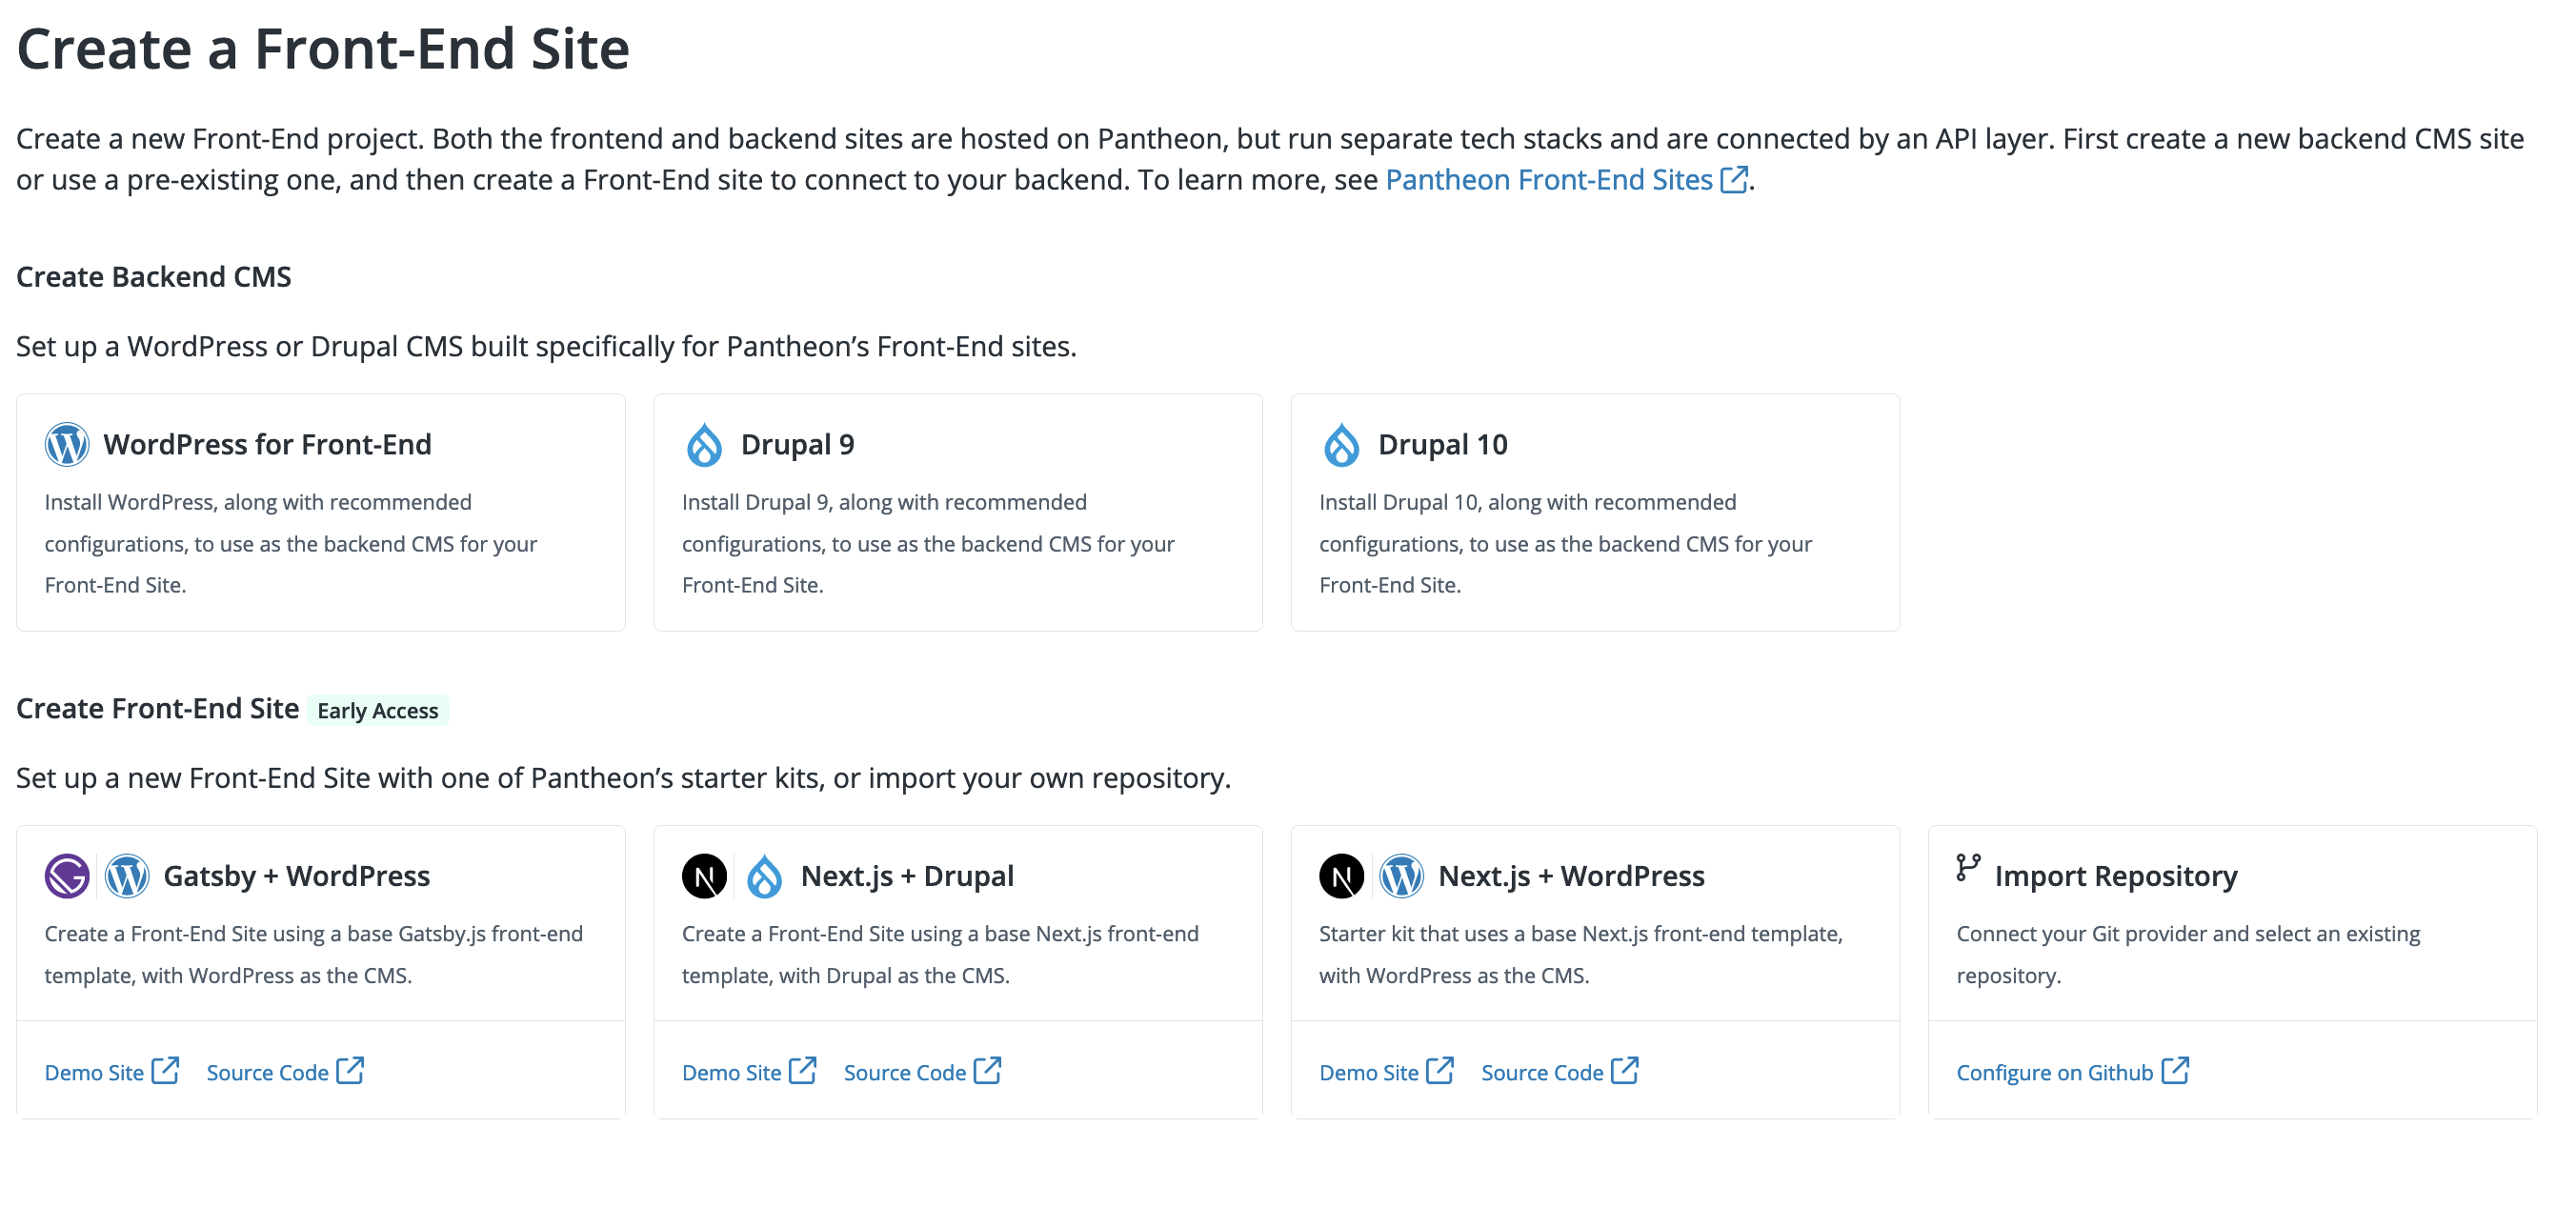 Create a Front-End Site
Create a new Front-End project. Both the frontend and backend sites are hosted on Pantheon, but run separate tech stacks and are connected by an API layer. First create a new backend CMS site
or use a pre-existing one, and then create a Front-End site to connect to your backend. To learn more, see Pantheon Front-End Sites.
Create Backend CMS
Set up a WordPress or Drupal CMS built specifically for Pantheon’s Front-End sites.
WordPress for Front-End
Install WordPress, along with recommended
configurations, to use as the backend CMS for your
Front-End Site.
Drupal 9
Install Drupal 9, along with recommended
configurations, to use as the backend CMS for your
Front-End Site.
Drupal 10
Install Drupal 10, along with recommended
configurations, to use as the backend CMS for your
Front-End Site.
Create Front-End Site Early Access
Set up a new Front-End Site with one of Pantheon’s starter kits, or import your own repository.
Gatsby + WordPress
Create a Front-End Site using a base Gatsby.js front-end
template, with WordPress as the CMS.
Demo Site Source Code
Next.js + Drupal
Create a Front-End Site using a base Next.js front-end
template, with Drupal as the CMS.
Demo Site Source Code
Next.js + WordPress
Starter kit that uses a base Next.js front-end template,
with WordPress as the CMS.
Demo Site Source Code
Import Repository
Connect your Git provider and select an existing
repository.
Configure on Github